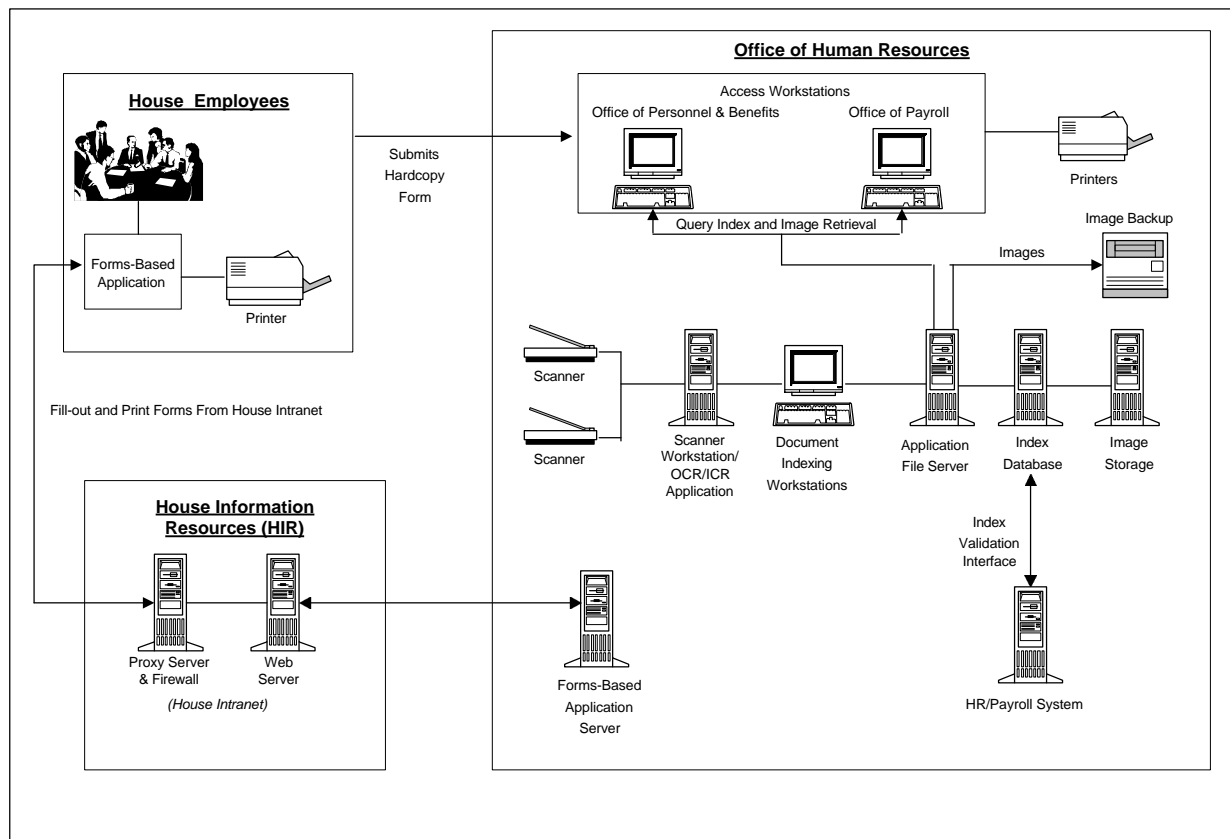 House Employees
Forms-Based
Application
Printer
Submits
Hardcopy
Form
Fill-out and Print Forms From House Intranet
House Information
Resources (HIR)
Proxy Server
& Firewall
Web
Server
(House Intranet)
Office of Human Resources
Access Workstations
Office of Personnel & Benefits
Office of Payroll
Printers
Query Index and Image Retrieval
Image Backup
Images
Scanner
Scanner
Scanner
Workstation/
OCR/ICR
Application
Document
Indexing
Workstations
Application
File Server
Index
Database
Image
Storage
Index
Validation
Interface
Forms-Based
Application
Server
HR/Payroll System